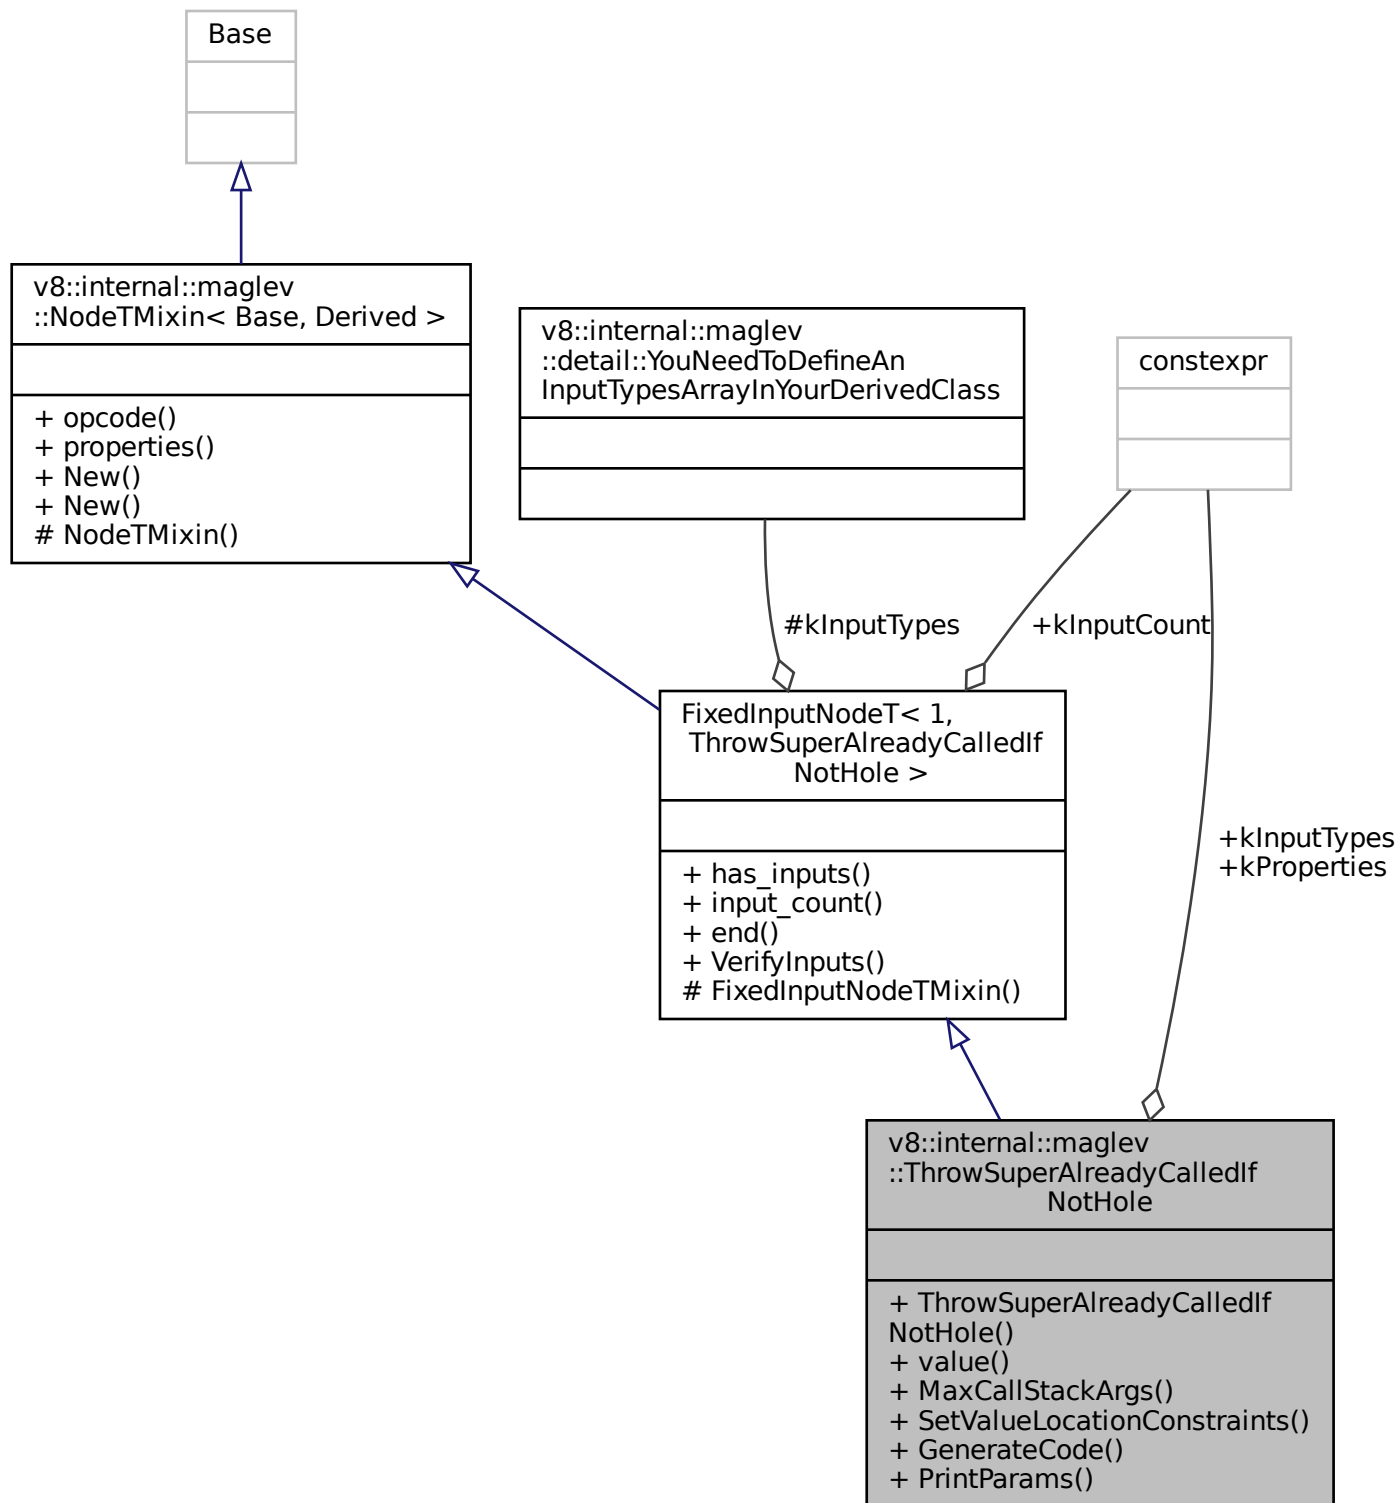 Base
v8::internal::maglev
::NodeTMixin< Base, Derived >
+ opcode()
+ properties()
+ New()
+ New()
# NodeTMixin()
v8::internal::maglev
::detail::YouNeedToDefineAn
InputTypesArrayInYourDerivedClass
constexpr
#kInputTypes
+kInputCount
FixedInputNodeT< 1,
ThrowSuperAlreadyCalledIf
NotHole >
+ has_inputs()
+ input_count()
+ end()
+ VerifyInputs()
# FixedInputNodeTMixin()
+kInputTypes
+kProperties
v8::internal::maglev
::ThrowSuperAlreadyCalledIf
NotHole
+ ThrowSuperAlreadyCalledIf
NotHole()
+ value()
+ MaxCallStackArgs()
+ SetValueLocationConstraints()
+ GenerateCode()
+ PrintParams()